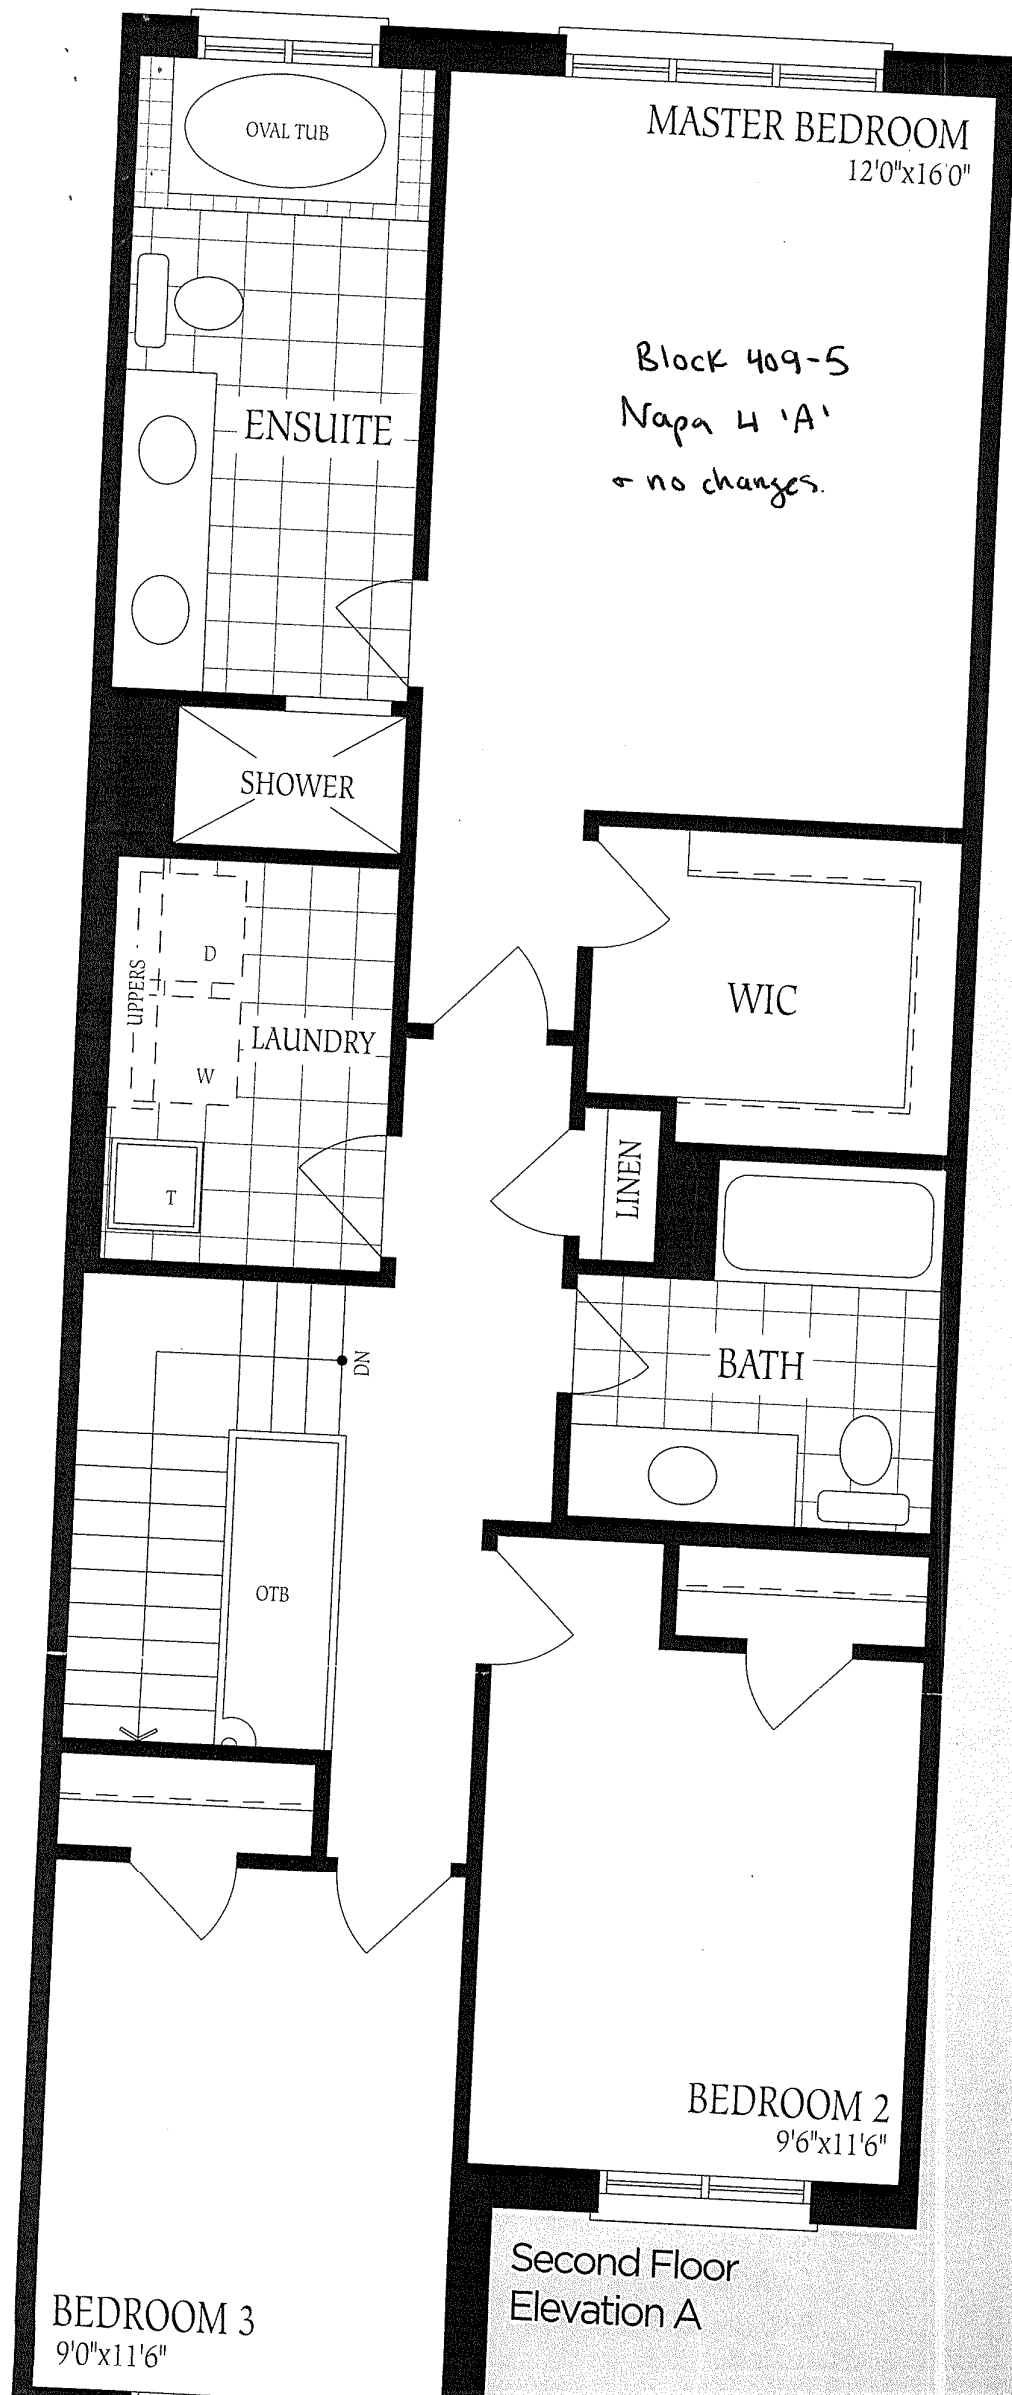 OVAL TUB
MASTER BEDROOM
12'0"x16'0"
Block 409-5
Napa 4 'A'
no changes.
ENSUITE
SHOWER
UPPERS
D
WIC
LAUNDRY
W
LINEN
T
DN
BATH
OTB
BEDROOM 2
9'6"x11'6"
Second Floor
Elevation A
BEDROOM 3
9'0"x11'6"